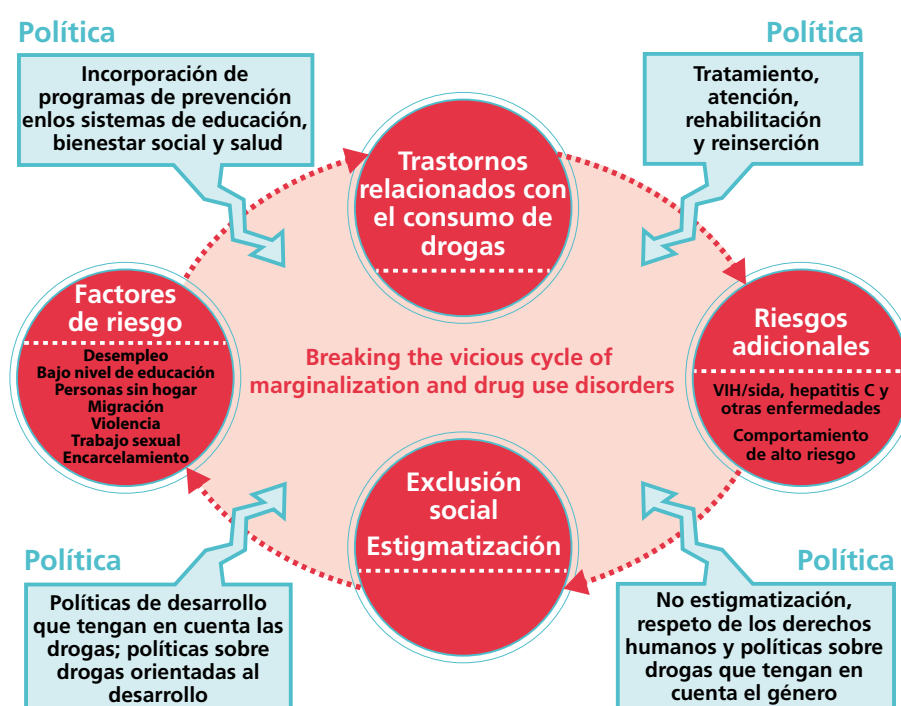 Política
Incorporación de
programas de prevención
enlos sistemas de educación,
bienestar social y salud
Política
Tratamiento,
atención,
rehabilitación
y reinserción
Trastornos
relacionados con
el consumo de
drogas
Factores
de riesgo
Desempleo
Bajo nivel de educación
Personas sin hogar
Migración
Violencia
Trabajo sexual
Encarcelamiento
Breaking the vicious cycle of
marginalization and drug use disorders
Riesgos
adicionales
VIH/sida, hepatitis C y
otras enfermedades
Comportamiento
de alto riesgo
Exclusión
social
Estigmatización
Política
Políticas de desarrollo
que tengan en cuenta las
drogas; políticas sobre
drogas orientadas al
desarrollo
Política
No estigmatización,
respeto de los derechos
humanos y políticas sobre
drogas que tengan en
cuenta el género